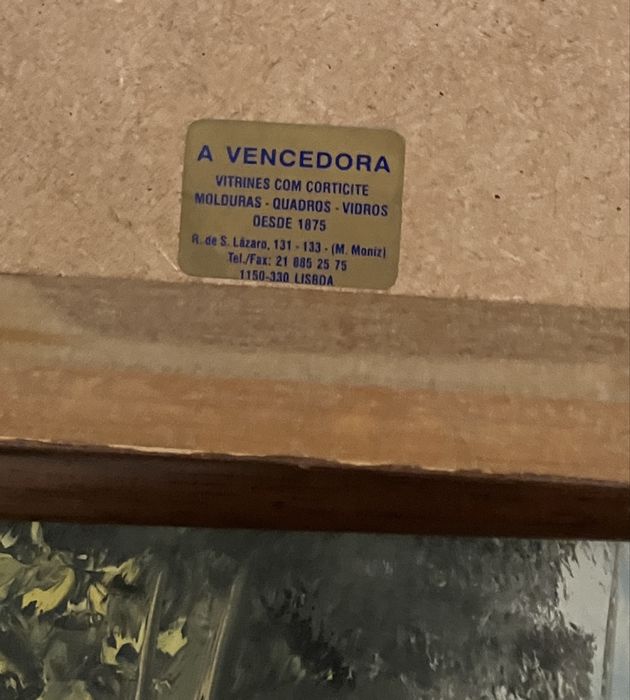 A VENCEDORA
VITRINES COM CORTICITE
MOLDURAS - QUADROS - VIDROS
DESDE 1875
R. de S. Lázaro, 131 - 133 - (M. Moniz)
Tel./Fax: 21 885 25 75
1150-330 LISBOA